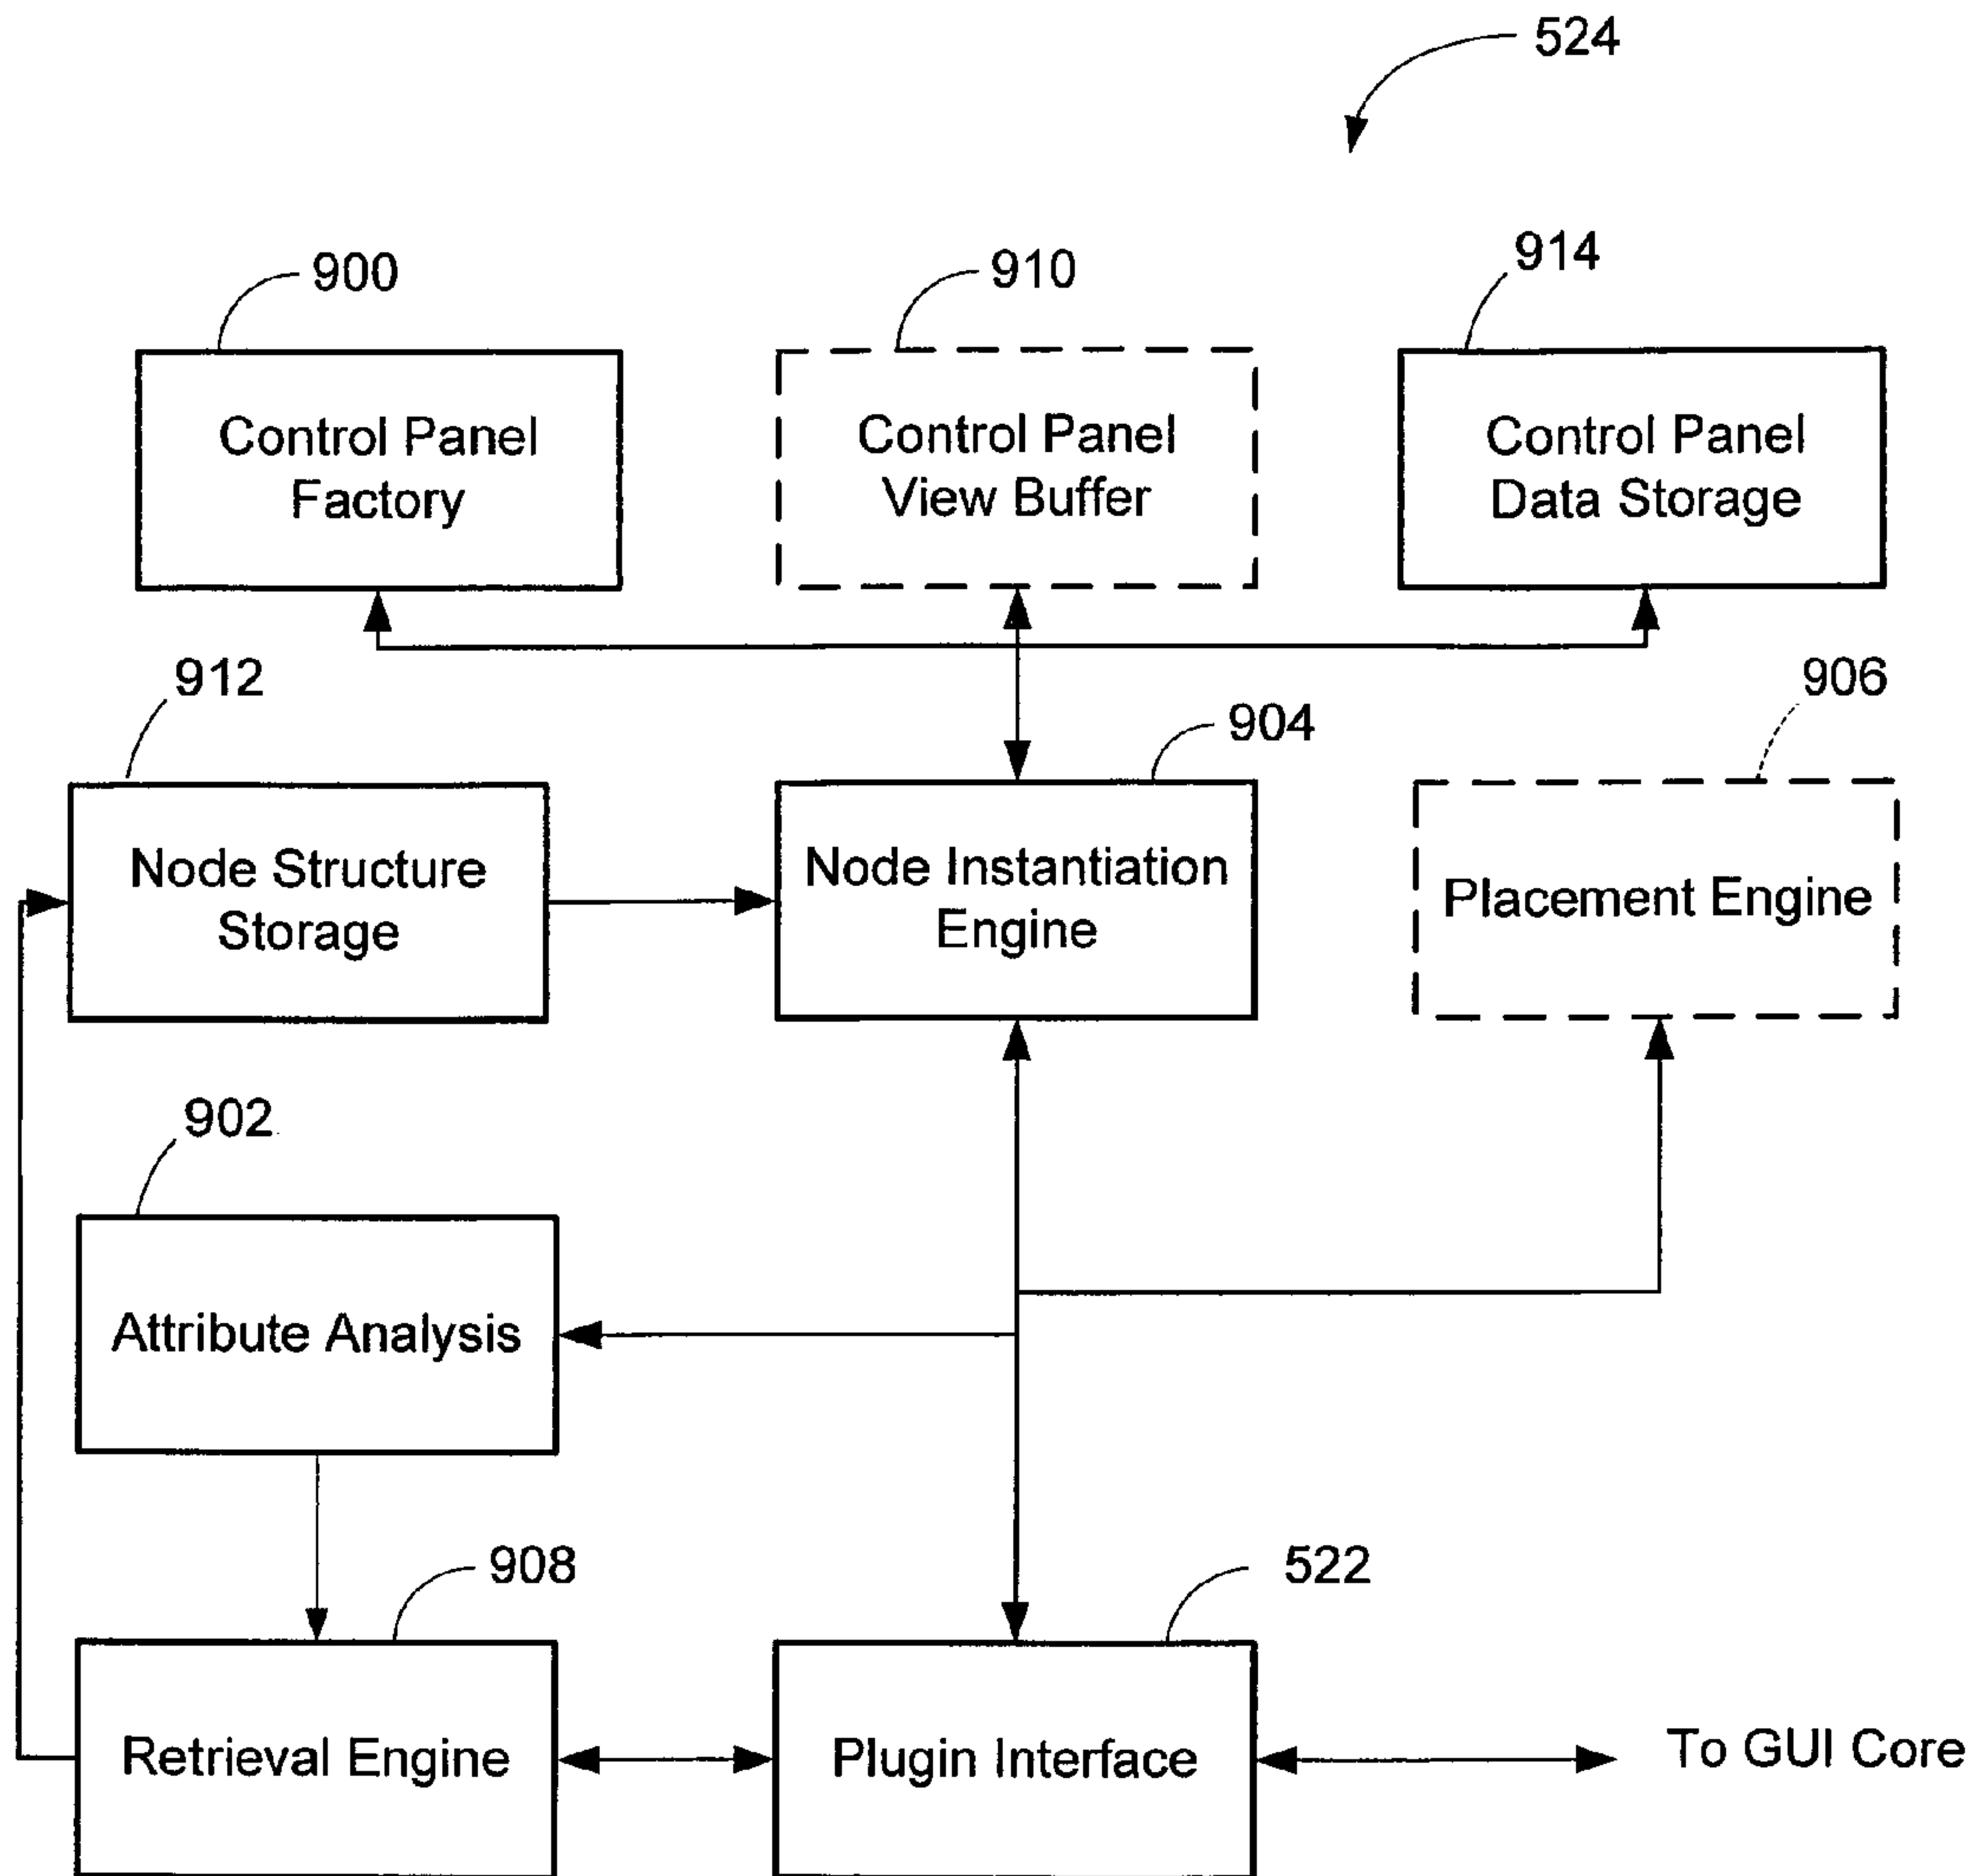 524
900
910
914
Control Panel
Factory
Control Panel
View Buffer
Control Panel
Data Storage
912
904
906
Node Structure
Storage
Node Instantiation
Engine
Placement Engine
902
Attribute Analysis
908
522
Retrieval Engine
Plugin Interface
To GUI Core